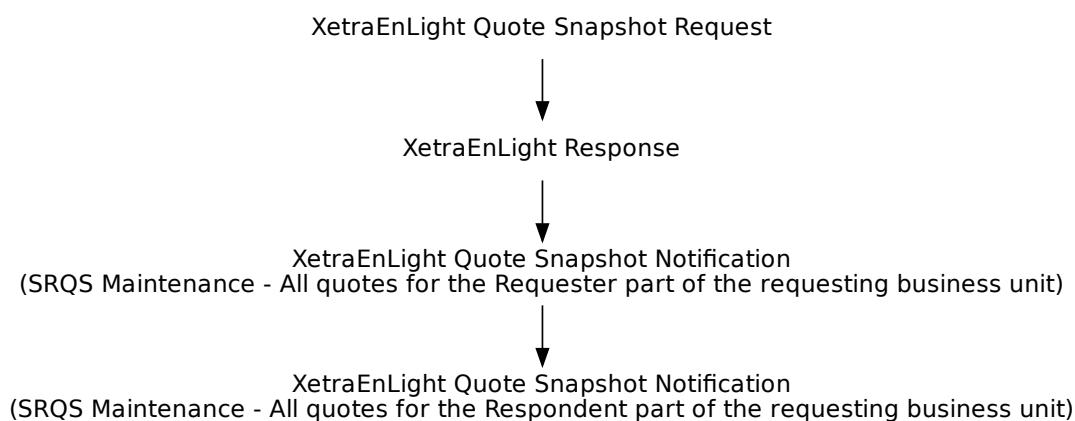 XetraEnLight Quote Snapshot Request
XetraEnLight Response
XetraEnLight Quote Snapshot Notification
(SRQS Maintenance - All quotes for the Requester part of the requesting business unit)
XetraEnLight Quote Snapshot Notification
(SRQS Maintenance - All quotes for the Respondent part of the requesting business unit)